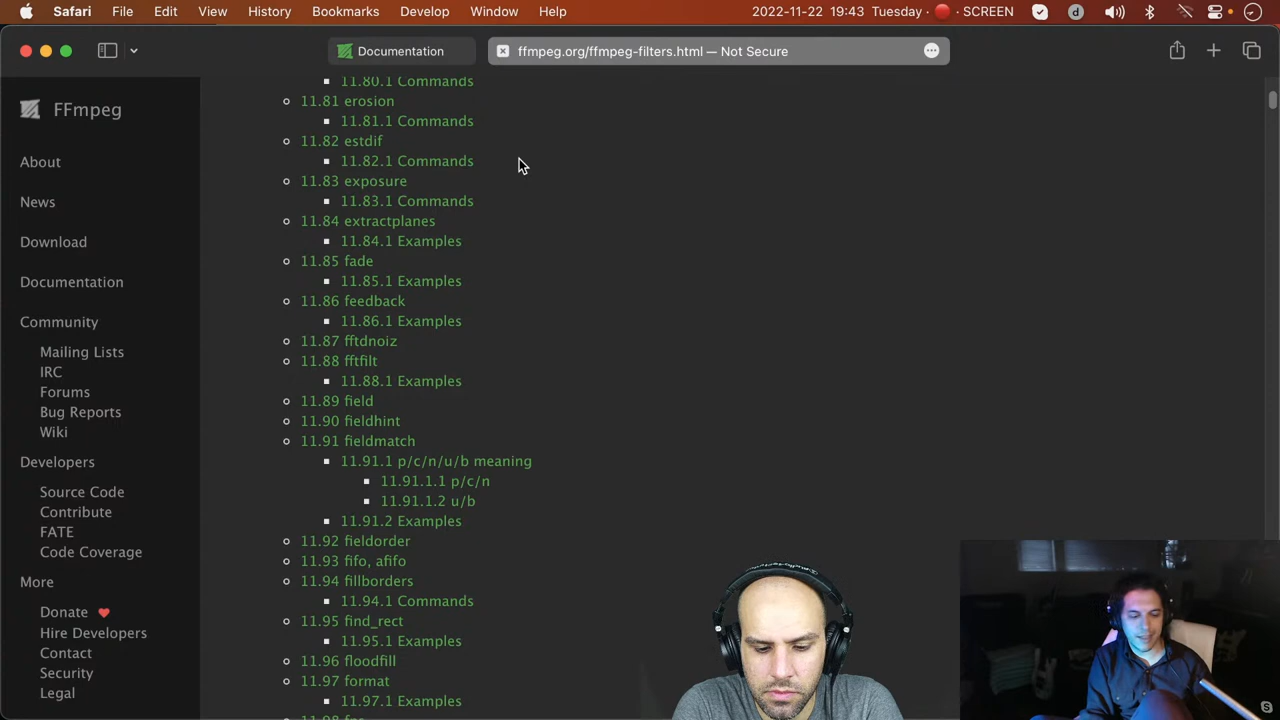 Safari File Edit View History Bookmarks Develop Window Help 2022-11-22 19:43 Tuesday SCREEN
Documentation ffmpeg.org/ffmpeg-filters.html — Not Secure
FFmpeg
About
News
Download
Documentation
Community
Mailing Lists
IRC
Forums
Bug Reports
Wiki
Developers
Source Code
Contribute
FATE
Code Coverage
More
Donate
Hire Developers
Contact
Security
Legal
11.80.1 Commands
11.81 erosion
11.81.1 Commands
11.82 estdif
11.82.1 Commands
11.83 exposure
11.83.1 Commands
11.84 extractplanes
11.84.1 Examples
11.85 fade
11.85.1 Examples
11.86 feedback
11.86.1 Examples
11.87 fftdnoiz
11.88 fftfilt
11.88.1 Examples
11.89 field
11.90 fieldhint
11.91 fieldmatch
11.91.1 p/c/n/u/b meaning
11.91.1.1 p/c/n
11.91.1.2 u/b
11.91.2 Examples
11.92 fieldorder
11.93 fifo, afifo
11.94 fillborders
11.94.1 Commands
11.95 find_rect
11.95.1 Examples
11.96 floodfill
11.97 format
11.97.1 Examples
11.98 fps